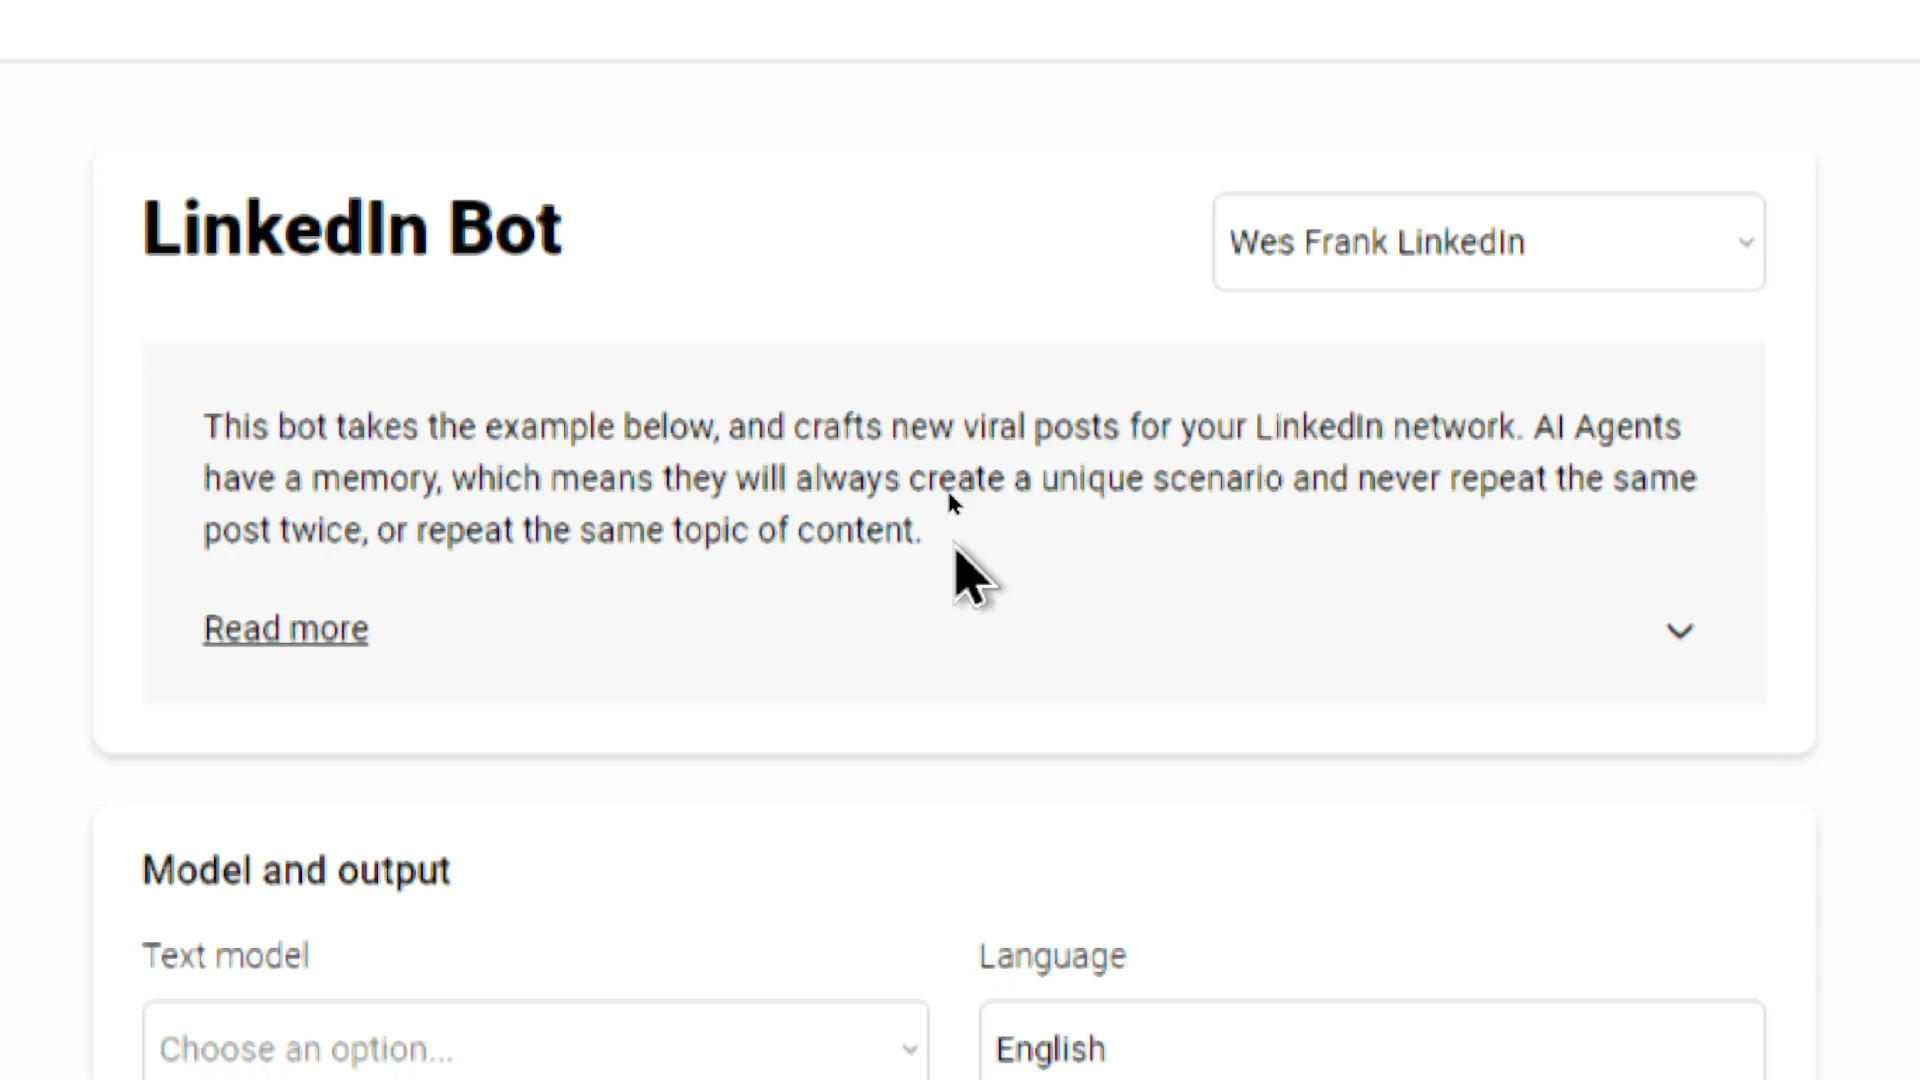 LinkedIn Bot
Wes Frank LinkedIn
This bot takes the example below, and crafts new viral posts for your LinkedIn network. AI Agents
have a memory, which means they will always create a unique scenario and never repeat the same
post twice, or repeat the same topic of content.
Read more
Model and output
Text model
Language
Choose an option...
English